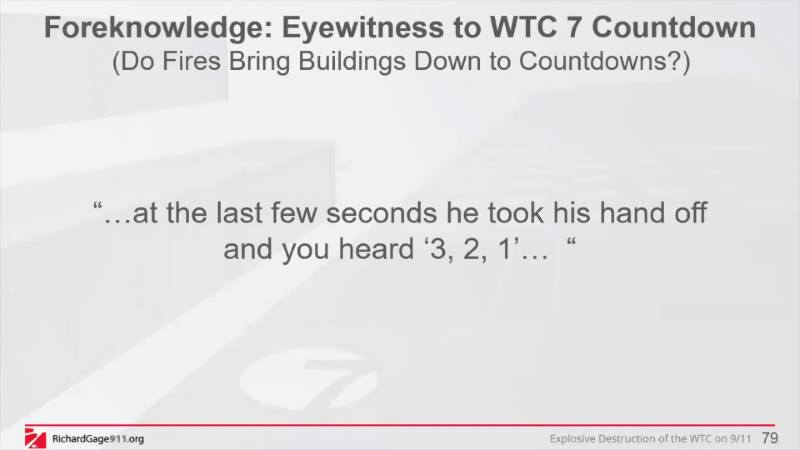 Foreknowledge: Eyewitness to WTC 7 Countdown
(Do Fires Bring Buildings Down to Countdowns?)
“…at the last few seconds he took his hand off
and you heard ‘3, 2, 1’… “
7
RichardGage911.org
Explosive Destruction of the WTC on 9/11 79